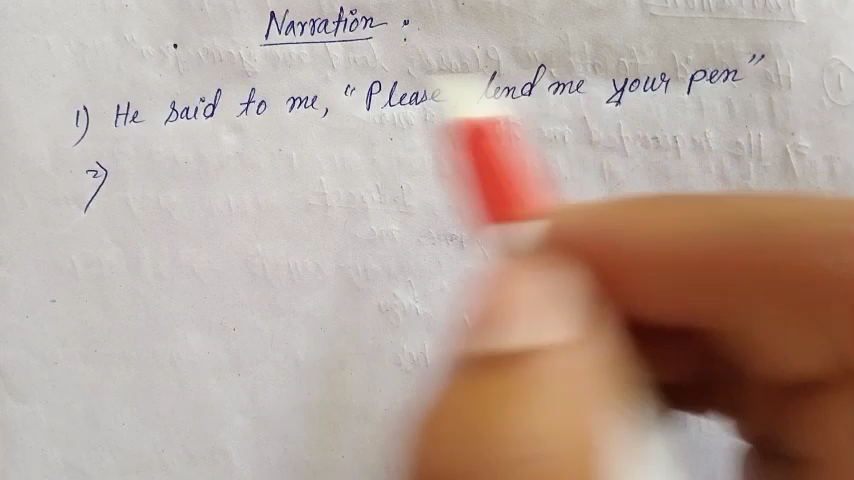 Narration :
1) He said to me, "Please lend me your pen"
2)